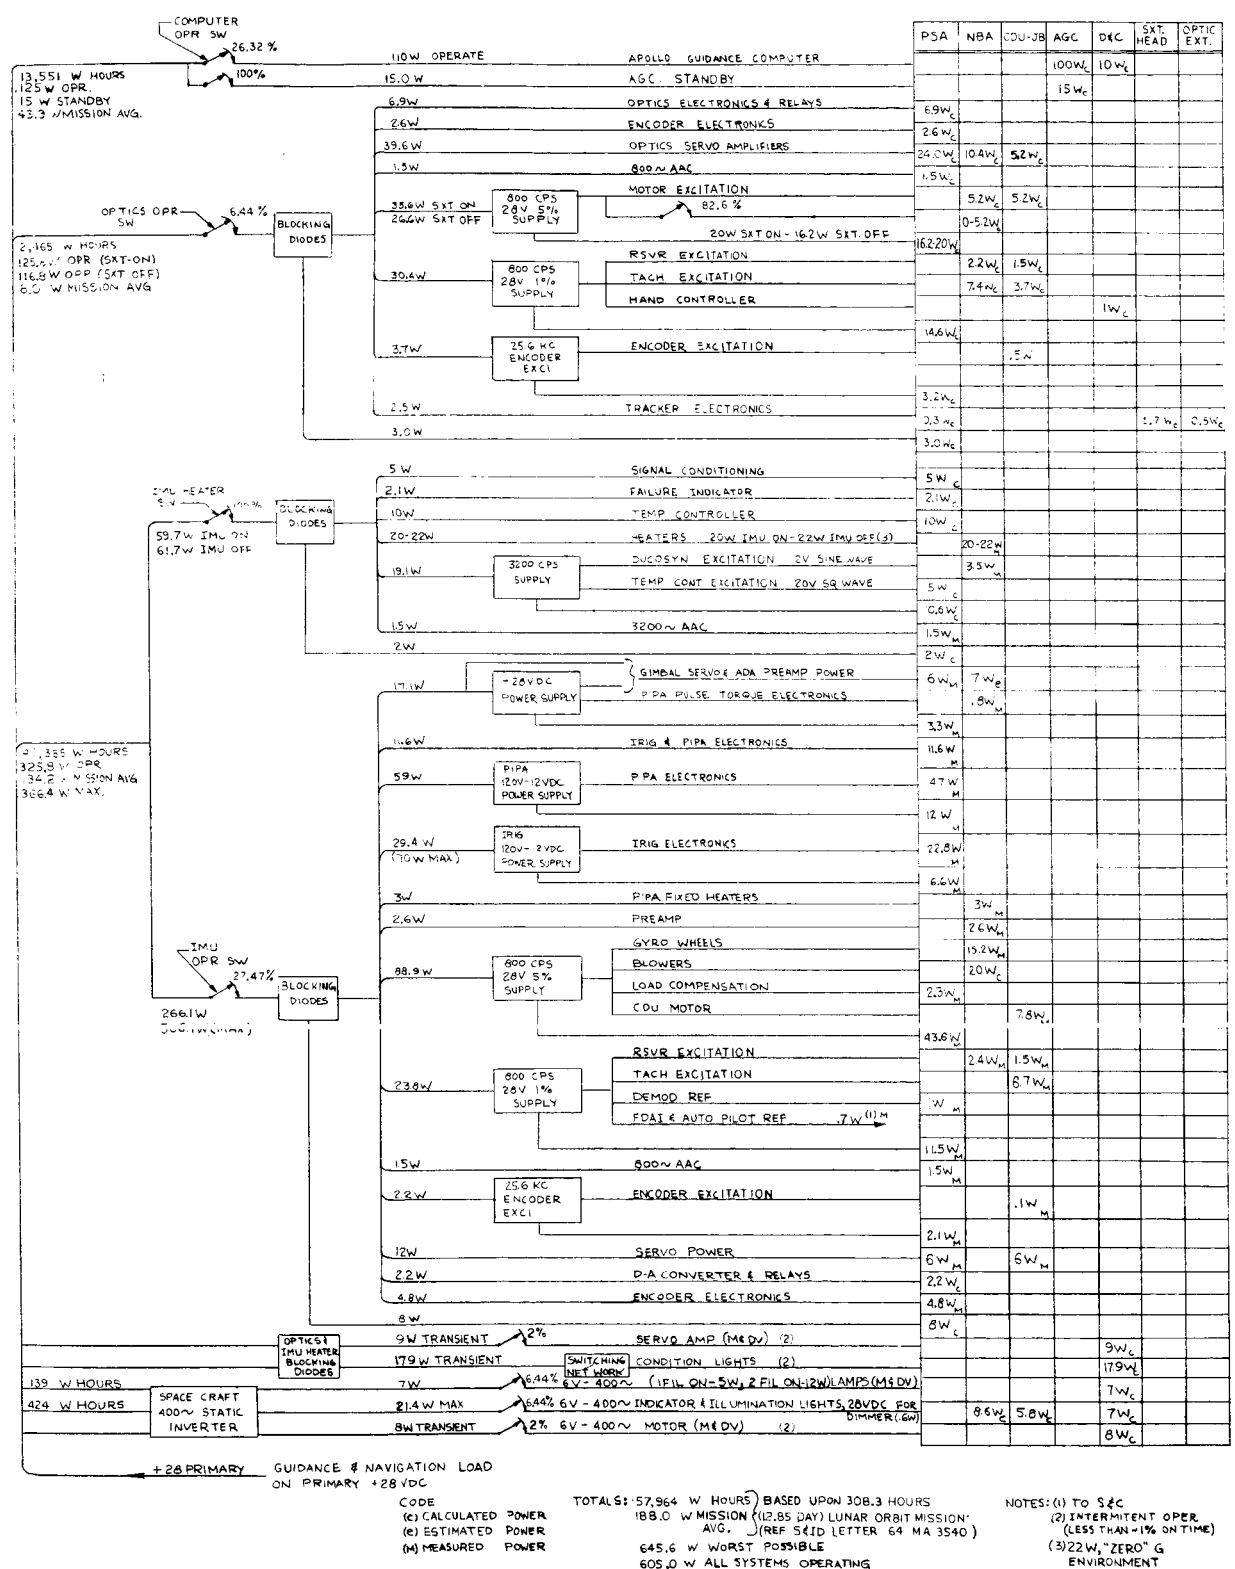 COMPUTER
OPR SW
26.32 %
100%
13,551 W HOURS
125 W OPR.
15 W STANDBY
43.3 W MISSION AVG.
PSA NBA CDU-JB AGC D&C SXT. HEAD OPTIC EXT.
110W OPERATE APOLLO GUIDANCE COMPUTER 100Wc 10Wc
15.0 W AGC STANDBY 15Wc
6.9W OPTICS ELECTRONICS & RELAYS 6.9Wc
2.6W ENCODER ELECTRONICS 2.6Wc
39.6W OPTICS SERVO AMPLIFIERS 24.0Wc 10.4Wc 5.2Wc
1.5W 800~ AAC 1.5Wc
OPTICS OPR
SW
6.44 %
BLOCKING
DIODES
W HOURS
OPR (SXT-ON)
116.8W OPR (SXT OFF)
W MISSION AVG
35.6W SXT ON
26.6W SXT OFF
800 CPS
28V 5%
SUPPLY
MOTOR EXCITATION 5.2Wc 5.2Wc
82.6 % 0-5.2Wc
20W SXT ON - 16.2W SXT. OFF 16.2-20Wc
30.4W
800 CPS
28V 1%
SUPPLY
RSVR EXCITATION 2.2Wc 1.5Wc
TACH EXCITATION 7.4Wc 3.7Wc
HAND CONTROLLER 1Wc
14.6Wc
3.7W
25.6 KC
ENCODER
EXCI
ENCODER EXCITATION .5W
3.2Wc
2.5W TRACKER ELECTRONICS 0.3Wc 1.7Wc 0.5Wc
3.0W 3.0Wc
IMU HEATER
SW
100%
BLOCKING
DIODES
59.7W IMU ON
61.7W IMU OFF
5 W SIGNAL CONDITIONING 5Wc
2.1W FAILURE INDICATOR 2.1Wc
10W TEMP CONTROLLER 10Wc
20-22W HEATERS 20W IMU ON-22W IMU OFF(3) 20-22WM
19.1W
3200 CPS
SUPPLY
DUCOSYN EXCITATION 2V SINE WAVE 3.5WM
TEMP CONT EXCITATION 20V SQ.WAVE 5Wc
0.6Wc
1.5W 3200~ AAC 1.5WM
2W 2Wc
17.1W
-28VDC
POWER SUPPLY
GIMBAL SERVO & ADA PREAMP POWER 6WM 7We
PIPA PULSE TORQUE ELECTRONICS .8WM
3.3WM
W HOURS
325.8 W OPR
W MISSION AVG
366.4 W MAX.
11.6W IRIG & PIPA ELECTRONICS 11.6WM
59W
PIPA
120V-12VDC
POWER SUPPLY
PIPA ELECTRONICS 47WM
12WM
29.4 W
(70W MAX)
IRIG
120V- VDC
POWER SUPPLY
IRIG ELECTRONICS 22.8WM
6.6WM
3W PIPA FIXED HEATERS 3WM
2.6W PREAMP 2.6WM
IMU
OPR SW
27.47%
BLOCKING
DIODES
266.1W
(MAX)
88.9W
800 CPS
28V 5%
SUPPLY
GYRO WHEELS 15.2WM
BLOWERS 20Wc
LOAD COMPENSATION 2.3WM
CDU MOTOR 7.8W
43.6WM
23.8W
800 CPS
28V 1%
SUPPLY
RSVR EXCITATION 2.4WM 1.5WM
TACH EXCITATION 6.7WM
DEMOD REF W M
FDAI & AUTO PILOT REF .7W(1)M
11.5WM
1.5W 800~ AAC 1.5WM
2.2W
25.6 KC
ENCODER
EXCI
ENCODER EXCITATION .1WM
2.1WM
12W SERVO POWER 6WM 6WM
2.2W D-A CONVERTER & RELAYS 2.2Wc
4.8W ENCODER ELECTRONICS 4.8WM
8W 8Wc
OPTICS &
IMU HEATER
BLOCKING
DIODES
9W TRANSIENT 2% SERVO AMP (M&DV) (2) 9Wc
179W TRANSIENT SWITCHING NETWORK CONDITION LIGHTS (2) 179Wc
139 W HOURS 7W 6.44% 6V-400~ (1 FIL ON-5W, 2 FIL ON-12W) LAMPS (M&DV) 7Wc
424 W HOURS 21.4W MAX 6.44% 6V-400~ INDICATOR & ILLUMINATION LIGHTS, 28VDC FOR
DIMMER (.6W) 8.6Wc 5.8Wc 7Wc
SPACE CRAFT
400~ STATIC
INVERTER
8W TRANSIENT 2% 6V-400~ MOTOR (M&DV) (2) 8Wc
+28 PRIMARY GUIDANCE & NAVIGATION LOAD
ON PRIMARY +28 VDC
CODE
(c) CALCULATED POWER
(e) ESTIMATED POWER
(M) MEASURED POWER
TOTALS: 57,964 W HOURS BASED UPON 308.3 HOURS
188.0 W MISSION (12.85 DAY) LUNAR ORBIT MISSION
AVG. (REF S&ID LETTER 64 MA 3540)
645.6 W WORST POSSIBLE
605.0 W ALL SYSTEMS OPERATING
NOTES: (1) TO S&C
(2) INTERMITENT OPER.
(LESS THAN ~1% ON TIME)
(3) 22 W, "ZERO" G
ENVIRONMENT